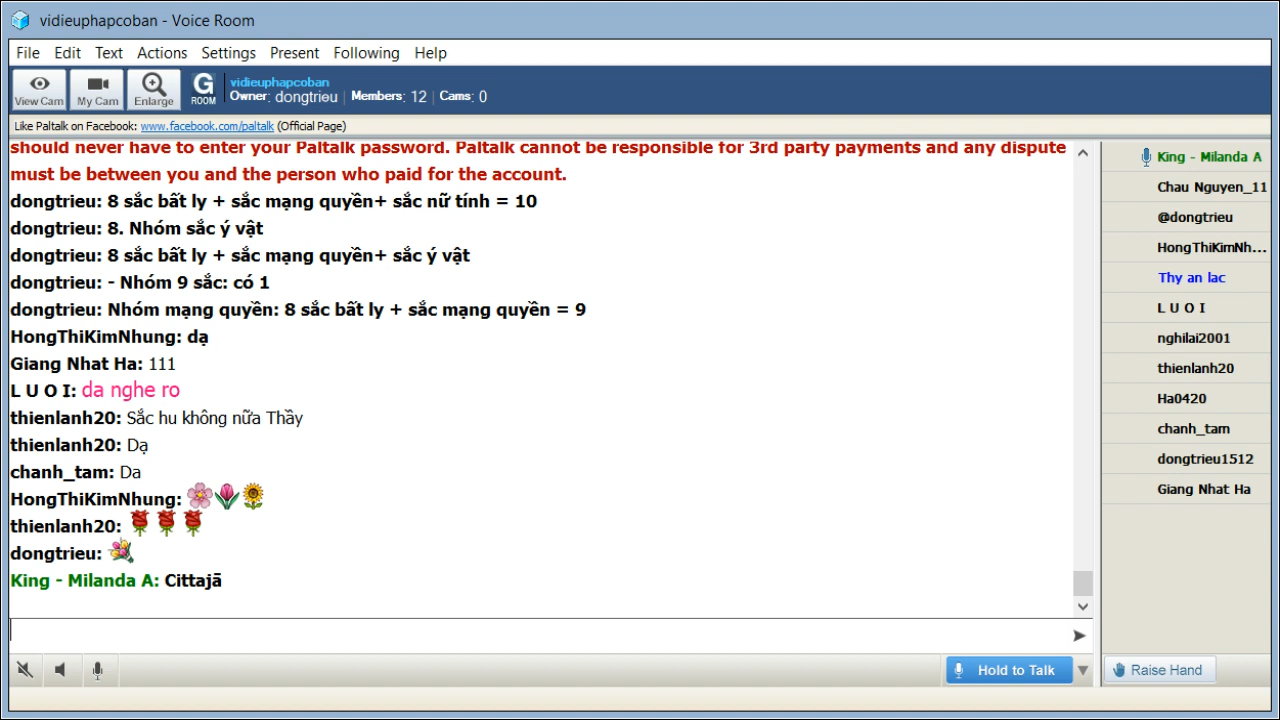 vidieuphapcoban - Voice Room
File Edit Text Actions Settings Present Following Help
View Cam
My Cam
Enlarge
G ROOM
vidieuphapcoban
Owner: dongtrieu | Members: 12 | Cams: 0
Like Paltalk on Facebook: www.facebook.com/paltalk (Official Page)
should never have to enter your Paltalk password. Paltalk cannot be responsible for 3rd party payments and any dispute
must be between you and the person who paid for the account.
dongtrieu: 8 sắc bất ly + sắc mạng quyền+ sắc nữ tính = 10
dongtrieu: 8. Nhóm sắc ý vật
dongtrieu: 8 sắc bất ly + sắc mạng quyền+ sắc ý vật
dongtrieu: - Nhóm 9 sắc: có 1
dongtrieu: Nhóm mạng quyền: 8 sắc bất ly + sắc mạng quyền = 9
HongThiKimNhung: dạ
Giang Nhat Ha: 111
L U O I: da nghe ro
thienlanh20: Sắc hu không nữa Thầy
thienlanh20: Dạ
chanh_tam: Da
HongThiKimNhung:
thienlanh20:
dongtrieu:
King - Milanda A: Cittajā
King - Milanda A
Chau Nguyen_11
@dongtrieu
HongThiKimNh...
Thy an lac
L U O I
nghilai2001
thienlanh20
Ha0420
chanh_tam
dongtrieu1512
Giang Nhat Ha
Hold to Talk
Raise Hand